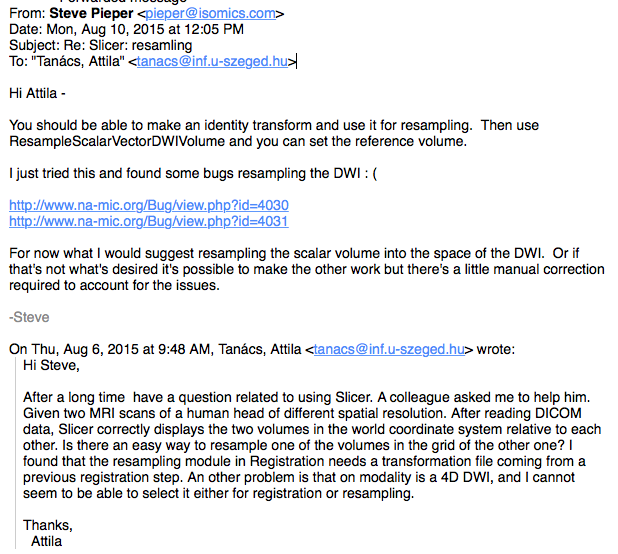 From: Steve Pieper <pieper@isomics.com>
Date: Mon, Aug 10, 2015 at 12:05 PM
Subject: Re: Slicer: resamling
To: "Tanács, Attila" <tanacs@inf.u-szeged.hu>
Hi Attila -
You should be able to make an identity transform and use it for resampling.  Then use
ResampleScalarVectorDWIVolume and you can set the reference volume.
I just tried this and found some bugs resampling the DWI : (
http://www.na-mic.org/Bug/view.php?id=4030
http://www.na-mic.org/Bug/view.php?id=4031
For now what I would suggest resampling the scalar volume into the space of the DWI.  Or if
that's not what's desired it's possible to make the other work but there's a little manual correction
required to account for the issues.
-Steve
On Thu, Aug 6, 2015 at 9:48 AM, Tanács, Attila <tanacs@inf.u-szeged.hu> wrote:
Hi Steve,
After a long time  have a question related to using Slicer. A colleague asked me to help him.
Given two MRI scans of a human head of different spatial resolution. After reading DICOM
data, Slicer correctly displays the two volumes in the world coordinate system relative to each
other. Is there an easy way to resample one of the volumes in the grid of the other one? I
found that the resampling module in Registration needs a transformation file coming from a
previous registration step. An other problem is that on modality is a 4D DWI, and I cannot
seem to be able to select it either for registration or resampling.
Thanks,
Attila